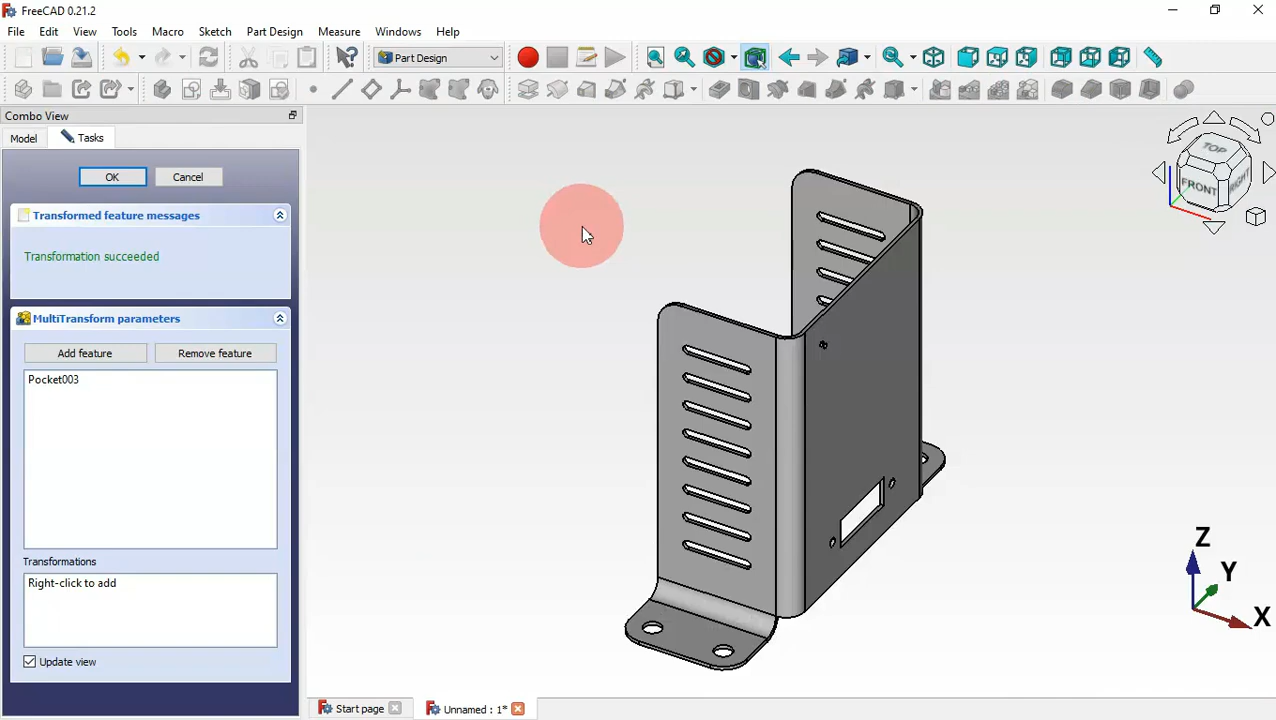 FreeCAD 0.21.2
File Edit View Tools Macro Sketch Part Design Measure Windows Help
Part Design
Combo View
Model Tasks
OK Cancel
Transformed feature messages
Transformation succeeded
MultiTransform parameters
Add feature Remove feature
Pocket003
Transformations
Right-click to add
Update view
TOP
FRONT RIGHT
Z
Y
X
Start page Unnamed : 1*